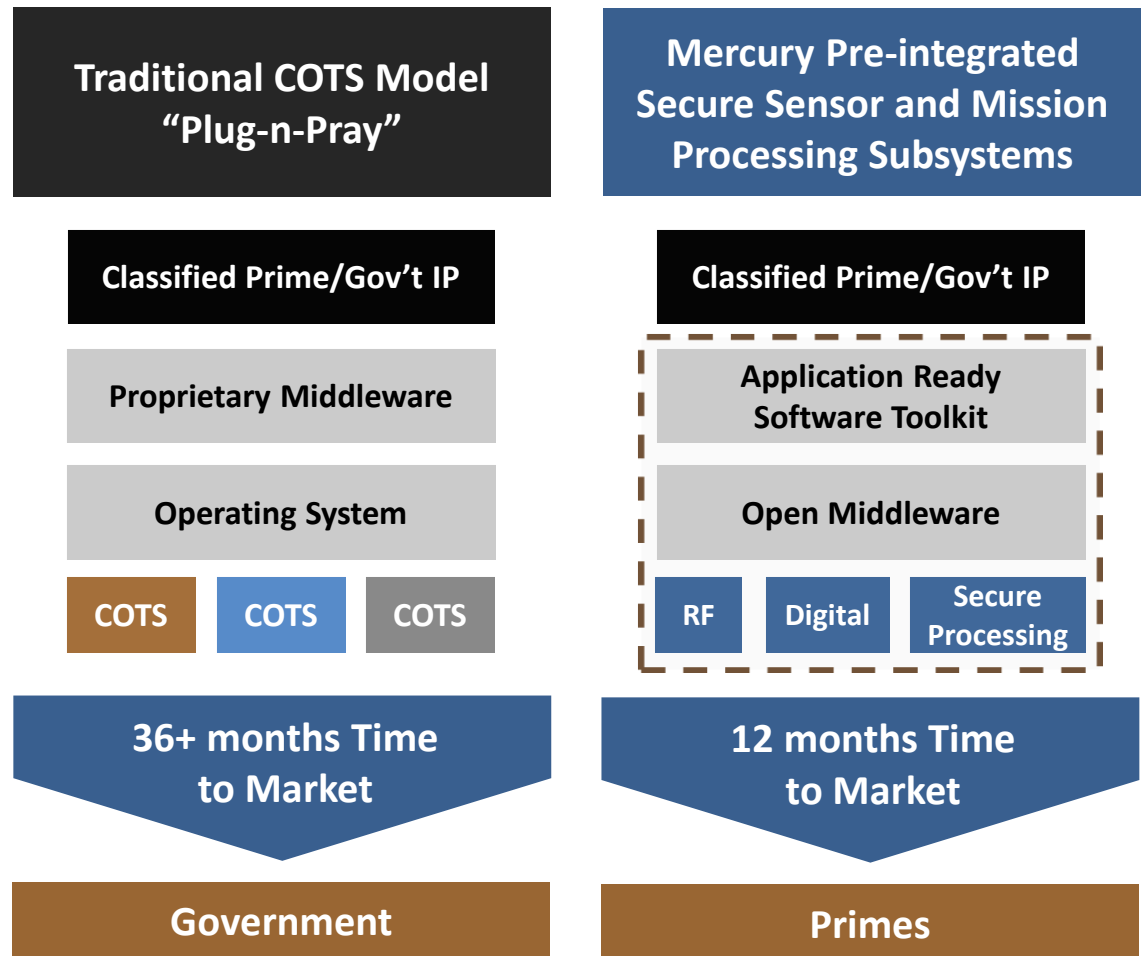 Traditional COTS Model
“Plug-n-Pray”
Classified Prime/Gov’t IP
Proprietary Middleware
Operating System
COTS
COTS
COTS
36+ months Time
to Market
Government
Mercury Pre-integrated
Secure Sensor and Mission
Processing Subsystems
Classified Prime/Gov’t IP
Application Ready
Software Toolkit
Open Middleware
RF
Digital
Secure
Processing
12 months Time
to Market
Primes